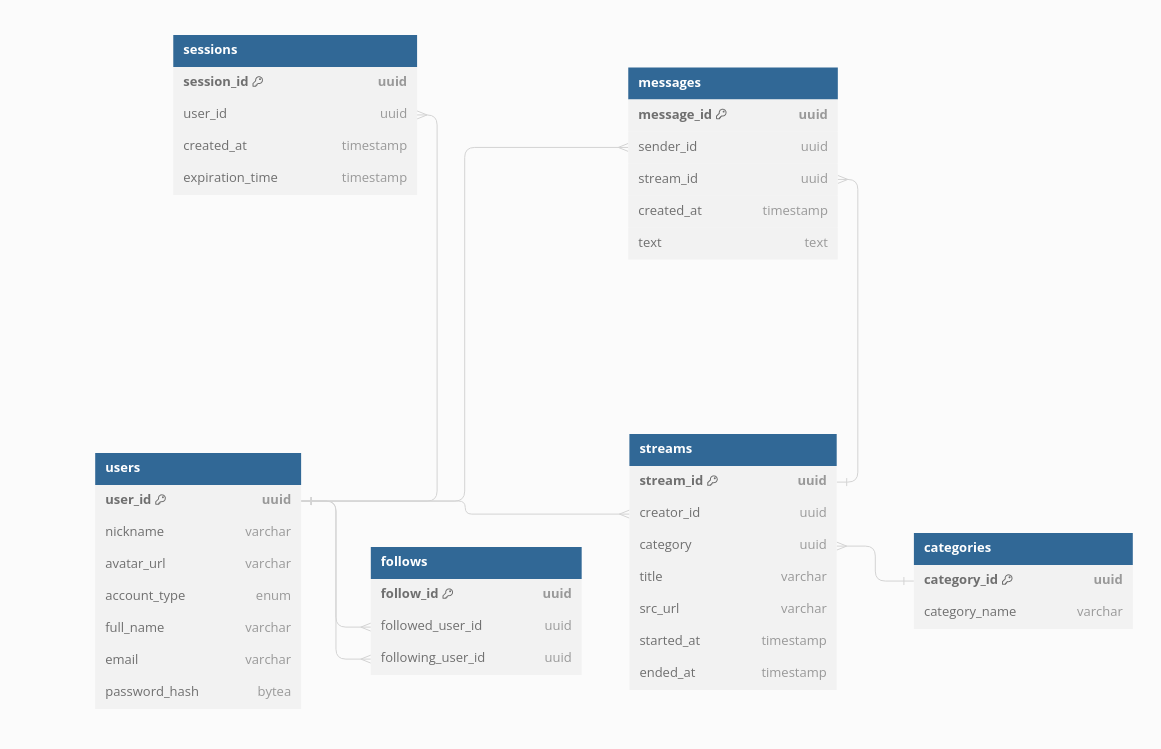 sessions
session_id uuid
user_id uuid
created_at timestamp
expiration_time timestamp
messages
message_id uuid
sender_id uuid
stream_id uuid
created_at timestamp
text text
users
user_id uuid
nickname varchar
avatar_url varchar
account_type enum
full_name varchar
email varchar
password_hash bytea
follows
follow_id uuid
followed_user_id uuid
following_user_id uuid
streams
stream_id uuid
creator_id uuid
category uuid
title varchar
src_url varchar
started_at timestamp
ended_at timestamp
categories
category_id uuid
category_name varchar